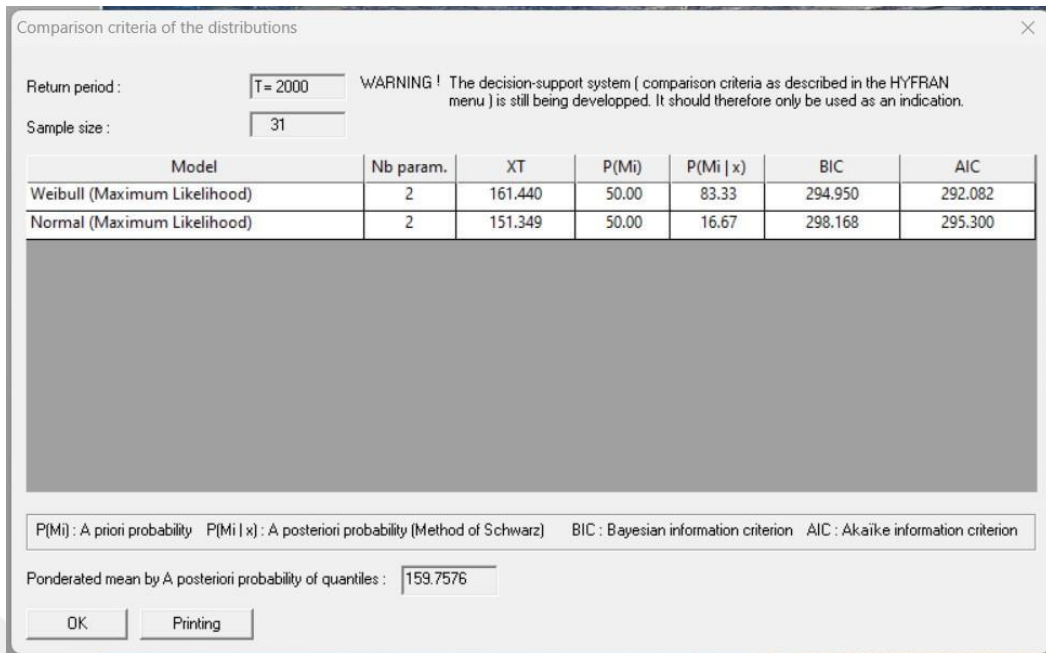 Comparison criteria of the distributions
Return period : T= 2000 WARNING ! The decision-support system ( comparison criteria as described in the HYFRAN
menu ) is still being developped. It should therefore only be used as an indication.
Sample size : 31
Model Nb param. XT P(Mi) P(Mi | x) BIC AIC
Weibull (Maximum Likelihood) 2 161.440 50.00 83.33 294.950 292.082
Normal (Maximum Likelihood) 2 151.349 50.00 16.67 298.168 295.300
P(Mi) : A priori probability P(Mi | x) : A posteriori probability (Method of Schwarz) BIC : Bayesian information criterion AIC : Akaïke information criterion
Ponderated mean by A posteriori probability of quantiles : 159.7576
OK Printing